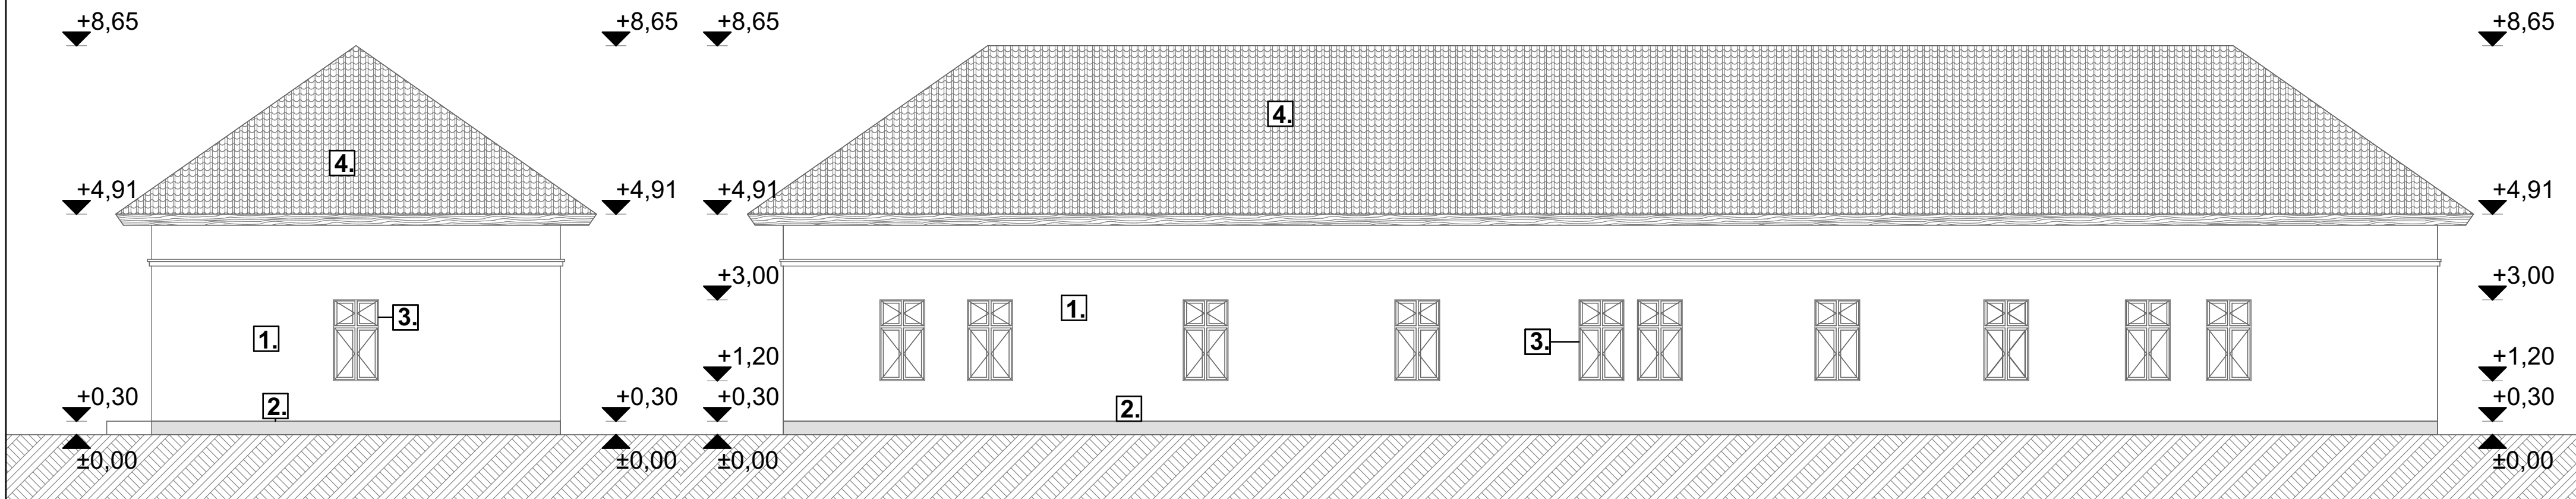 +8,65 +8,65 +8,65 +8,65
4.
4.
+4,91 +4,91 +4,91 +4,91
+3,00 +3,00
1.
3.
1.
3.
+1,20 +1,20
+0,30 +0,30 +0,30 +0,30
2.
2.
±0,00 ±0,00 ±0,00 ±0,00